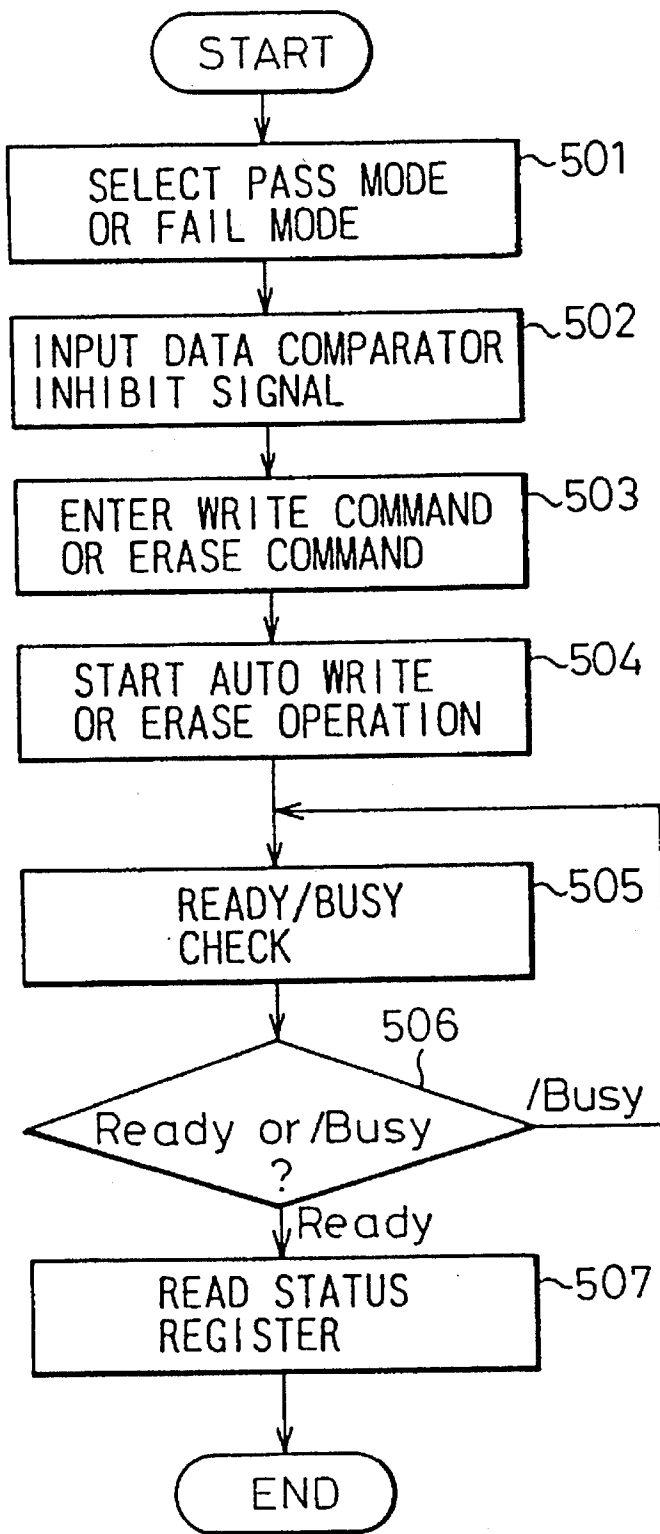 START
501
SELECT PASS MODE
OR FAIL MODE
502
INPUT DATA COMPARATOR
INHIBIT SIGNAL
503
ENTER WRITE COMMAND
OR ERASE COMMAND
504
START AUTO WRITE
OR ERASE OPERATION
505
READY/BUSY
CHECK
506
/Busy
Ready or /Busy
?
Ready
507
READ STATUS
REGISTER
END